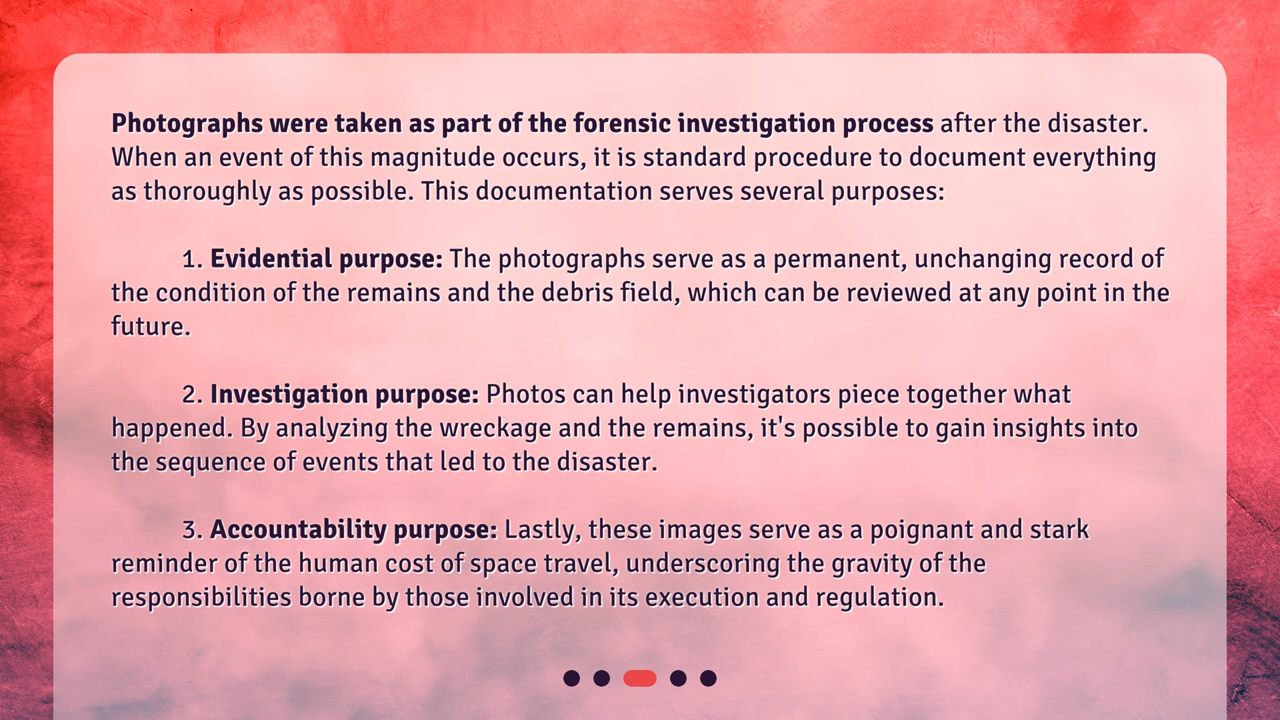 Photographs were taken as part of the forensic investigation process after the disaster.
When an event of this magnitude occurs, it is standard procedure to document everything
as thoroughly as possible. This documentation serves several purposes:
1. Evidential purpose: The photographs serve as a permanent, unchanging record of
the condition of the remains and the debris field, which can be reviewed at any point in the
future.
2. Investigation purpose: Photos can help investigators piece together what
happened. By analyzing the wreckage and the remains, it's possible to gain insights into
the sequence of events that led to the disaster.
3. Accountability purpose: Lastly, these images serve as a poignant and stark
reminder of the human cost of space travel, underscoring the gravity of the
responsibilities borne by those involved in its execution and regulation.